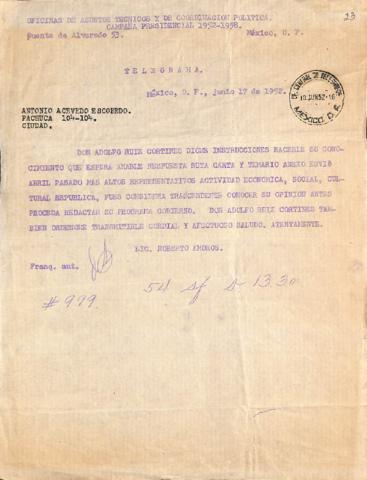 OFICINAS DE ASUNTOS TECNICOS Y DE COORDINACION POLITICA.
23
CAMPAÑA PRESIDENCIAL 1952-1958.
Puente de Alvarado 53. México, D. F.
TELEGRAMA.
México, D. F., junio 17 de 1952.
MEXICO D. F.
ANTONIO ACEVEDO ESCOBEDO.
PACHUCA 104-104.
CIUDAD.
DON ADOLFO RUIZ CORTINES DIOME INSTRUCCIONES HACERLE SU CONO-
CIMIENTO QUE ESPERA AMABLE RESPUESTA SUYA CARTA Y TEMARIO ANEXO ENVIO
ABRIL PASADO MAS ALTOS REPRESENTATIVOS ACTIVIDAD ECONOMICA, SOCIAL, CUL-
TURAL REPUBLICA, PUES CONSIDERA TRASCENDENTE CONOCER SU OPINION ANTES
PROCEDA REDACTAR SU PROGRAMA GOBIERNO. DON ADOLFO RUIZ CORTINES TAM-
BIEN ORDENOME TRANSMITIRLE CORDIAL Y AFECTUOSO SALUDO. ATENTAMENTE.
LIC. ROBERTO AMOROS.
Franq. aut.
54 sf d 13.30
#999